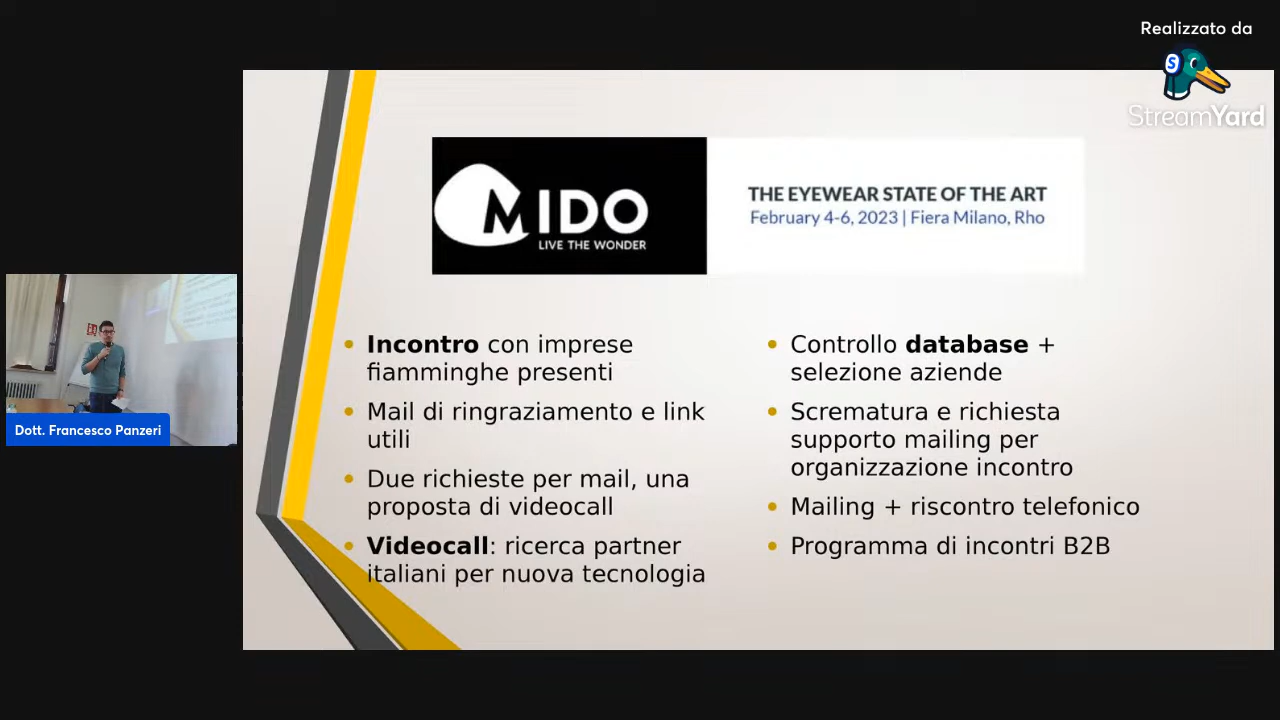 Realizzato da
StreamYard
MIDO
LIVE THE WONDER
THE EYEWEAR STATE OF THE ART
February 4-6, 2023 | Fiera Milano, Rho
Incontro con imprese
fiamminghe presenti
Mail di ringraziamento e link
utili
Due richieste per mail, una
proposta di videocall
Videocall: ricerca partner
italiani per nuova tecnologia
Controllo database +
selezione aziende
Scrematura e richiesta
supporto mailing per
organizzazione incontro
Mailing + riscontro telefonico
Programma di incontri B2B
Dott. Francesco Panzeri